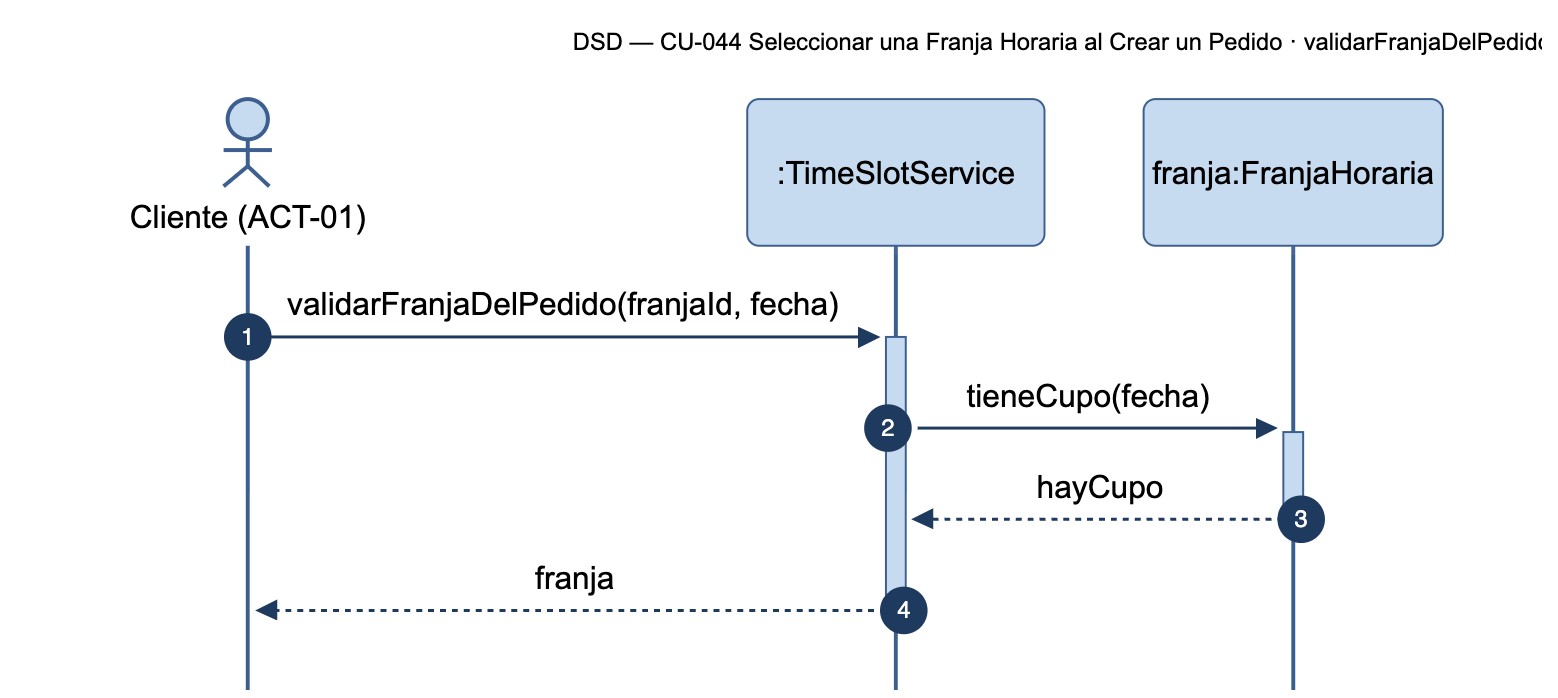 DSD — CU-044 Seleccionar una Franja Horaria al Crear un Pedido · validarFranjaDelPedido
:TimeSlotService
franja:FranjaHoraria
Cliente (ACT-01)
validarFranjaDelPedido(franjaId, fecha)
1
tieneCupo(fecha)
2
hayCupo
3
franja
4